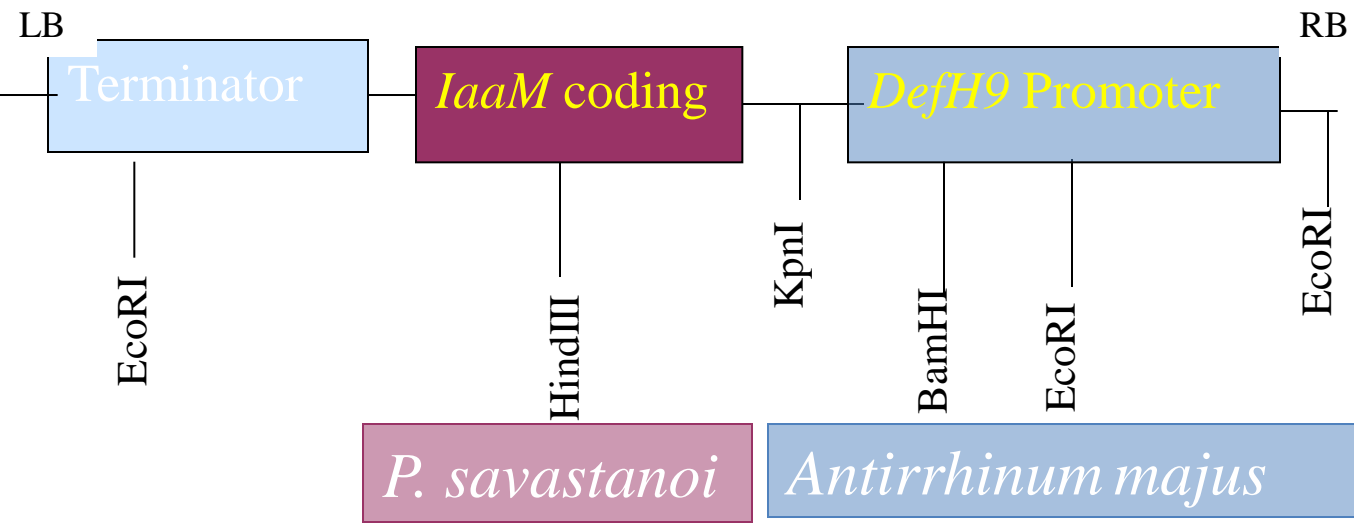 LB
RB
Terminator
IaaM coding
DefH9 Promoter
EcoRI
HindIII
KpnI
BamHI
EcoRI
EcoRI
P. savastanoi
Antirrhinum majus